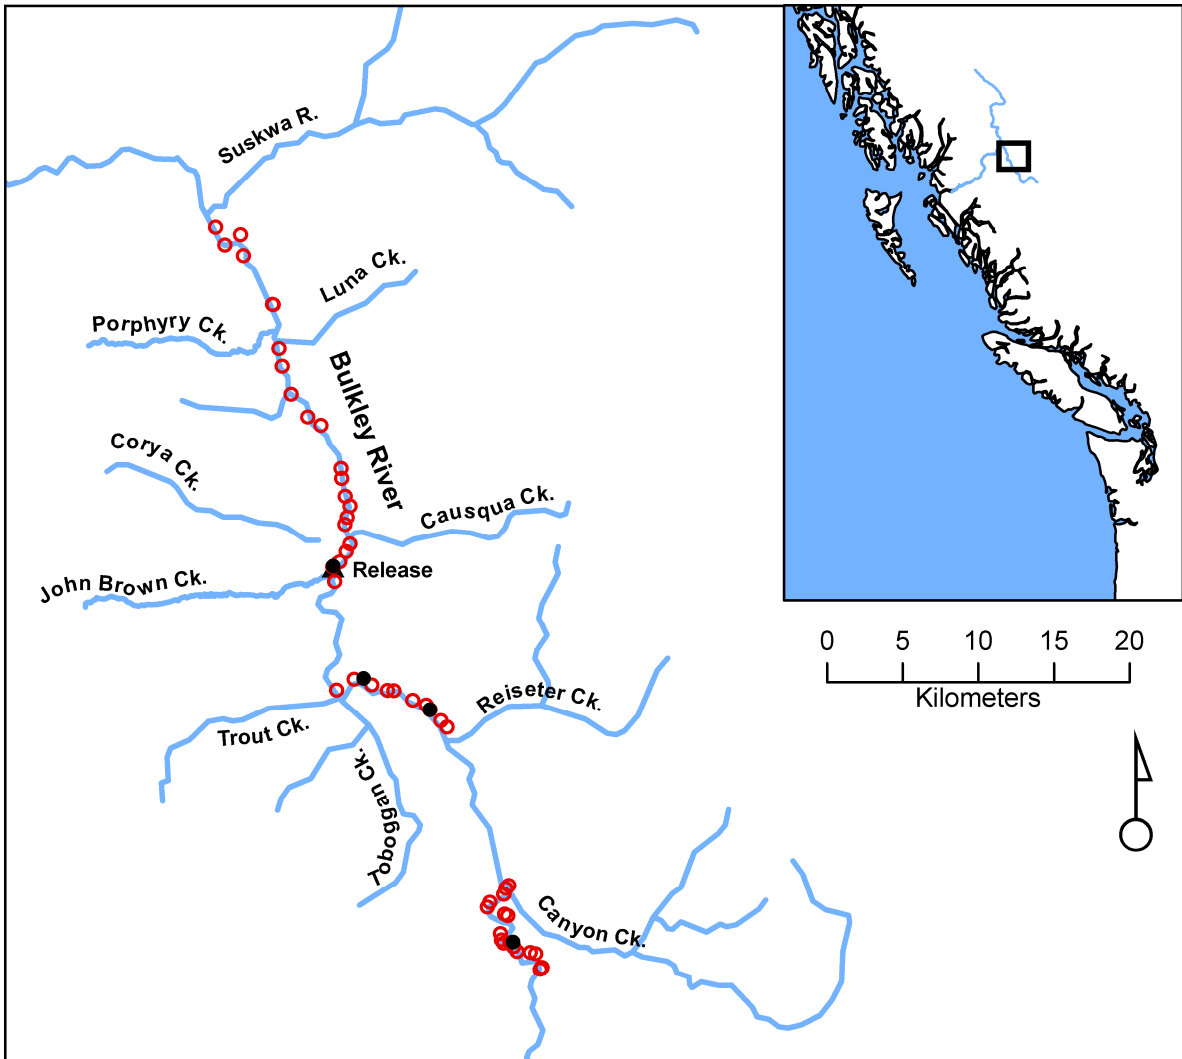 Suskwa R.
Luna Ck.
Porphyry Ck.
Bulkley River
Corya Ck.
Causqua Ck.
Release
John Brown Ck.
0 5 10 15 20
Kilometers
Reiseter Ck.
Trout Ck.
Toboggan Ck.
Canyon Ck.